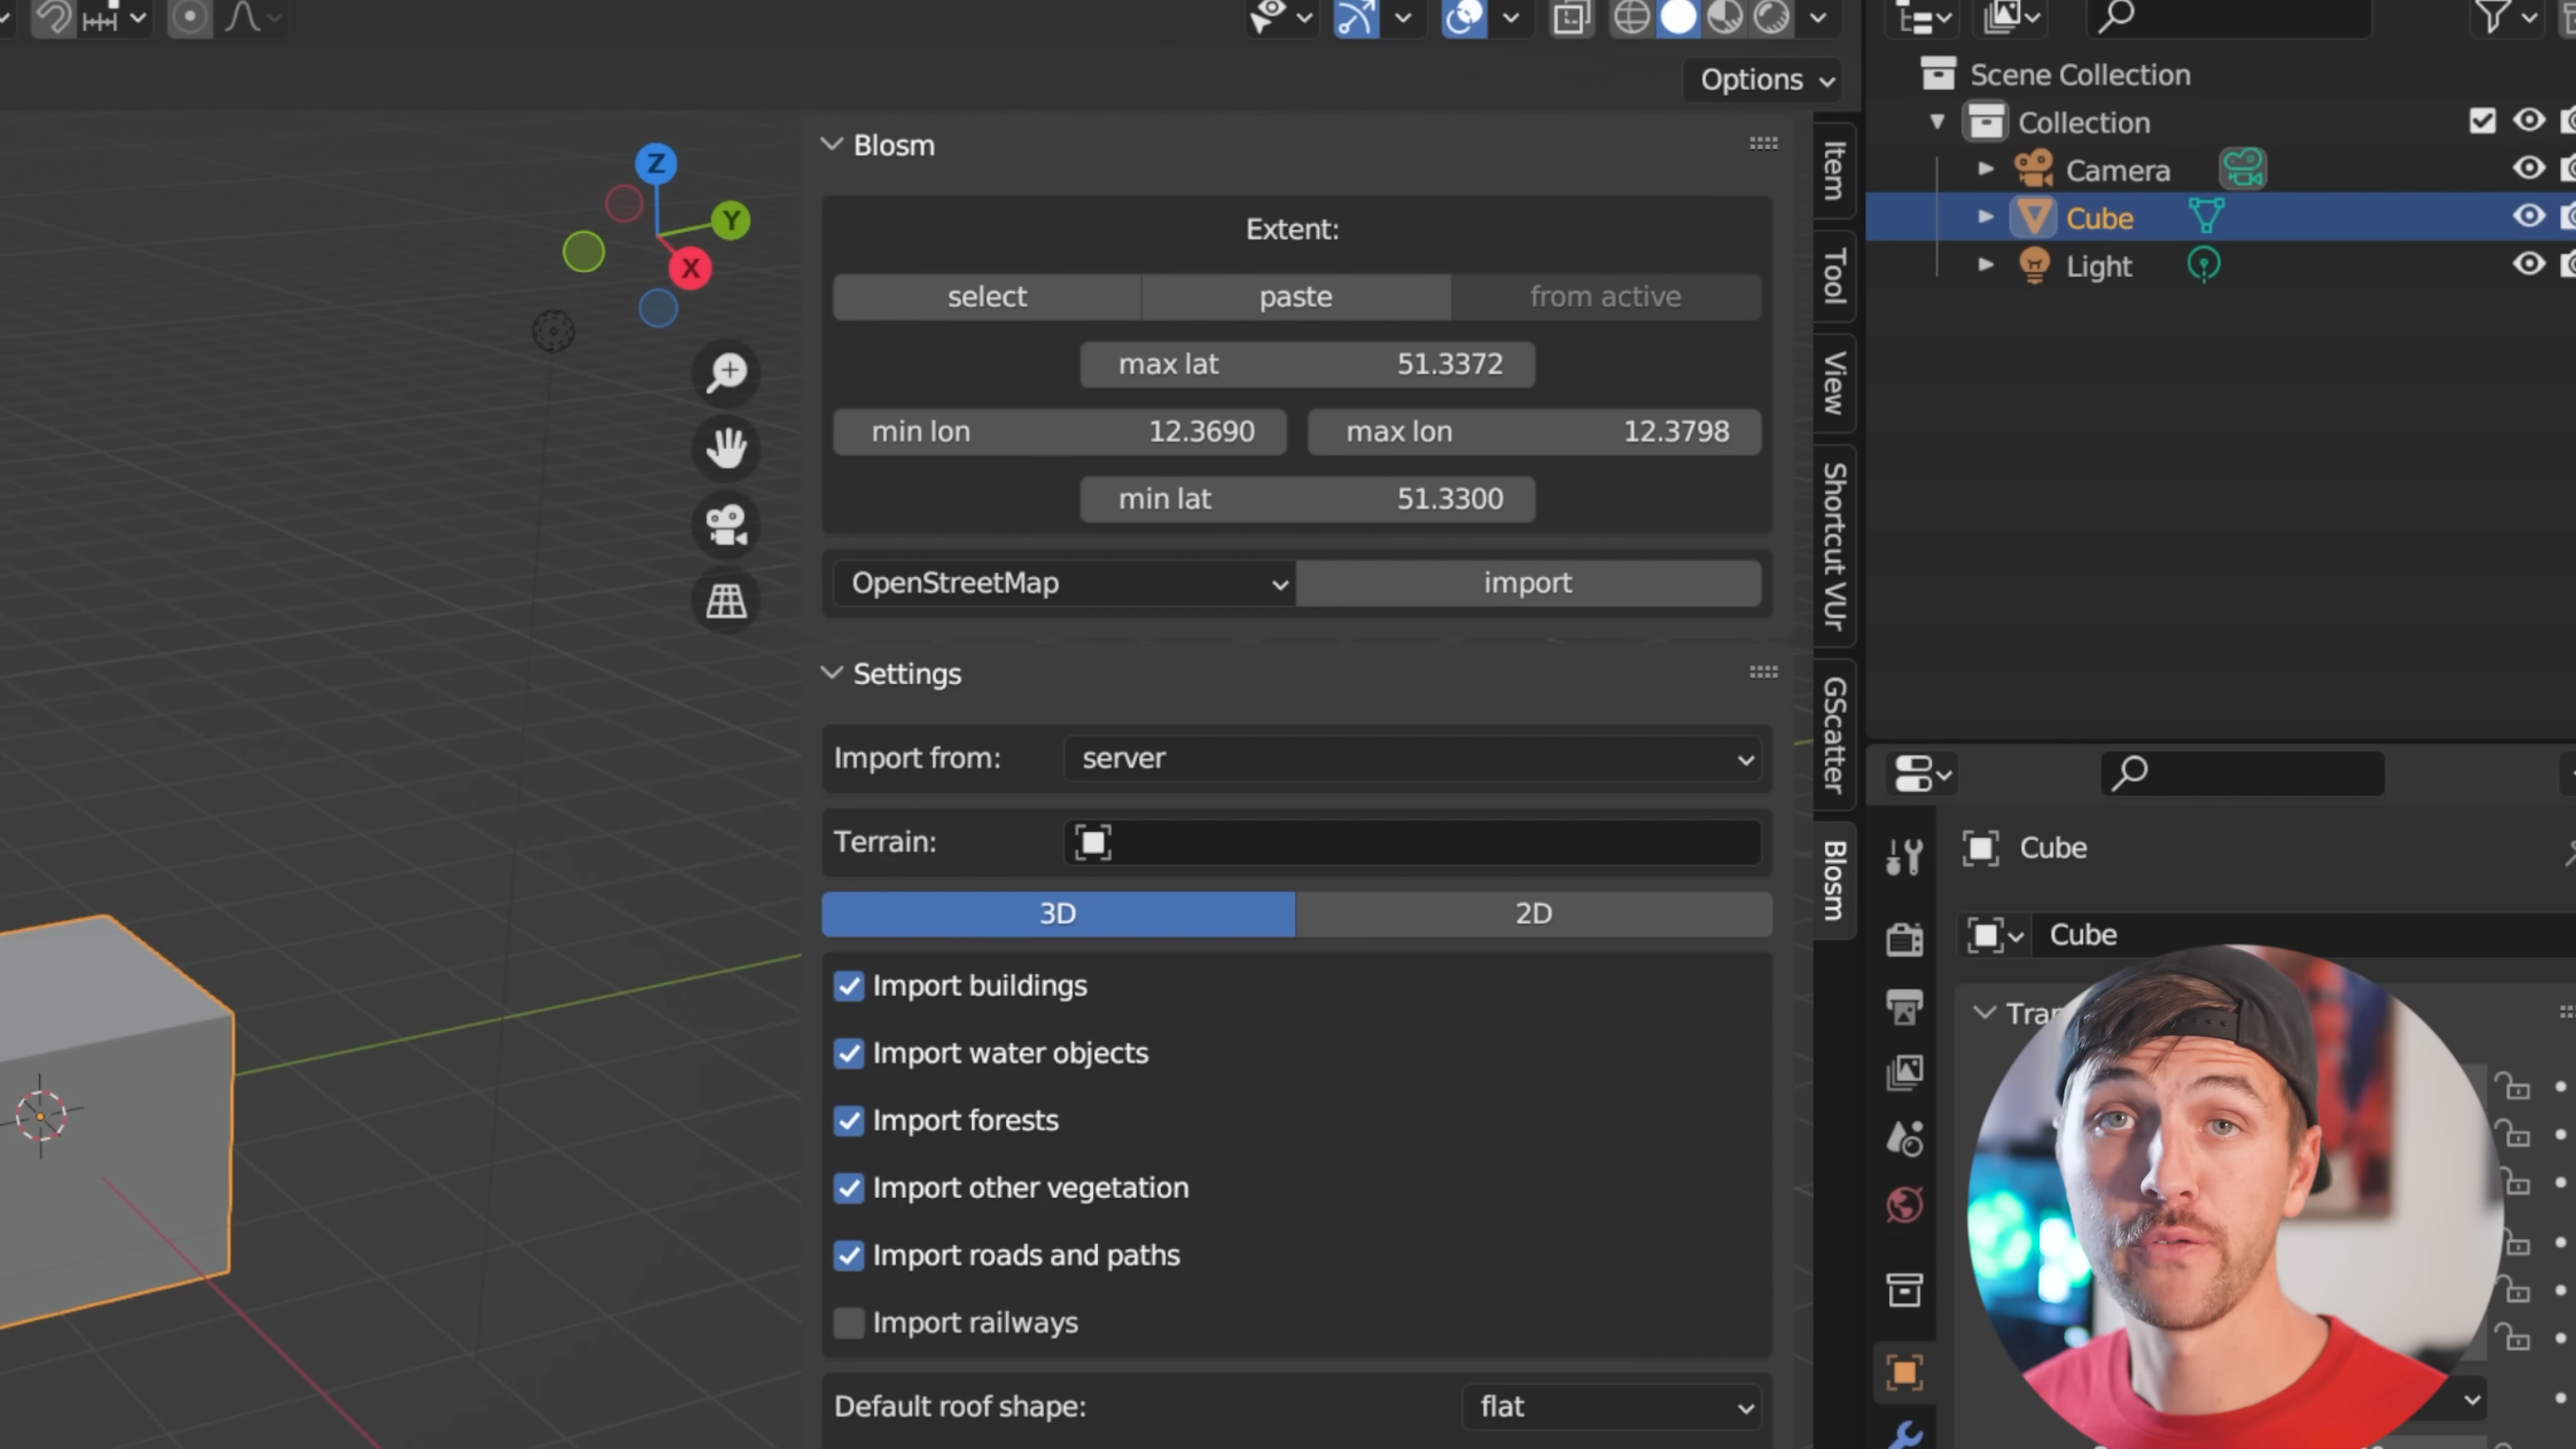 Options
Scene Collection
Collection
Camera
Cube
Light
Z
Y
X
Blosm
Extent:
select
paste
from active
max lat 51.3372
min lon 12.3690
max lon 12.3798
min lat 51.3300
OpenStreetMap
import
Settings
Import from: server
Terrain:
3D
2D
Import buildings
Import water objects
Import forests
Import other vegetation
Import roads and paths
Import railways
Default roof shape: flat
Item
Tool
View
Shortcut VUr
GScatter
Blosm
Cube
Cube